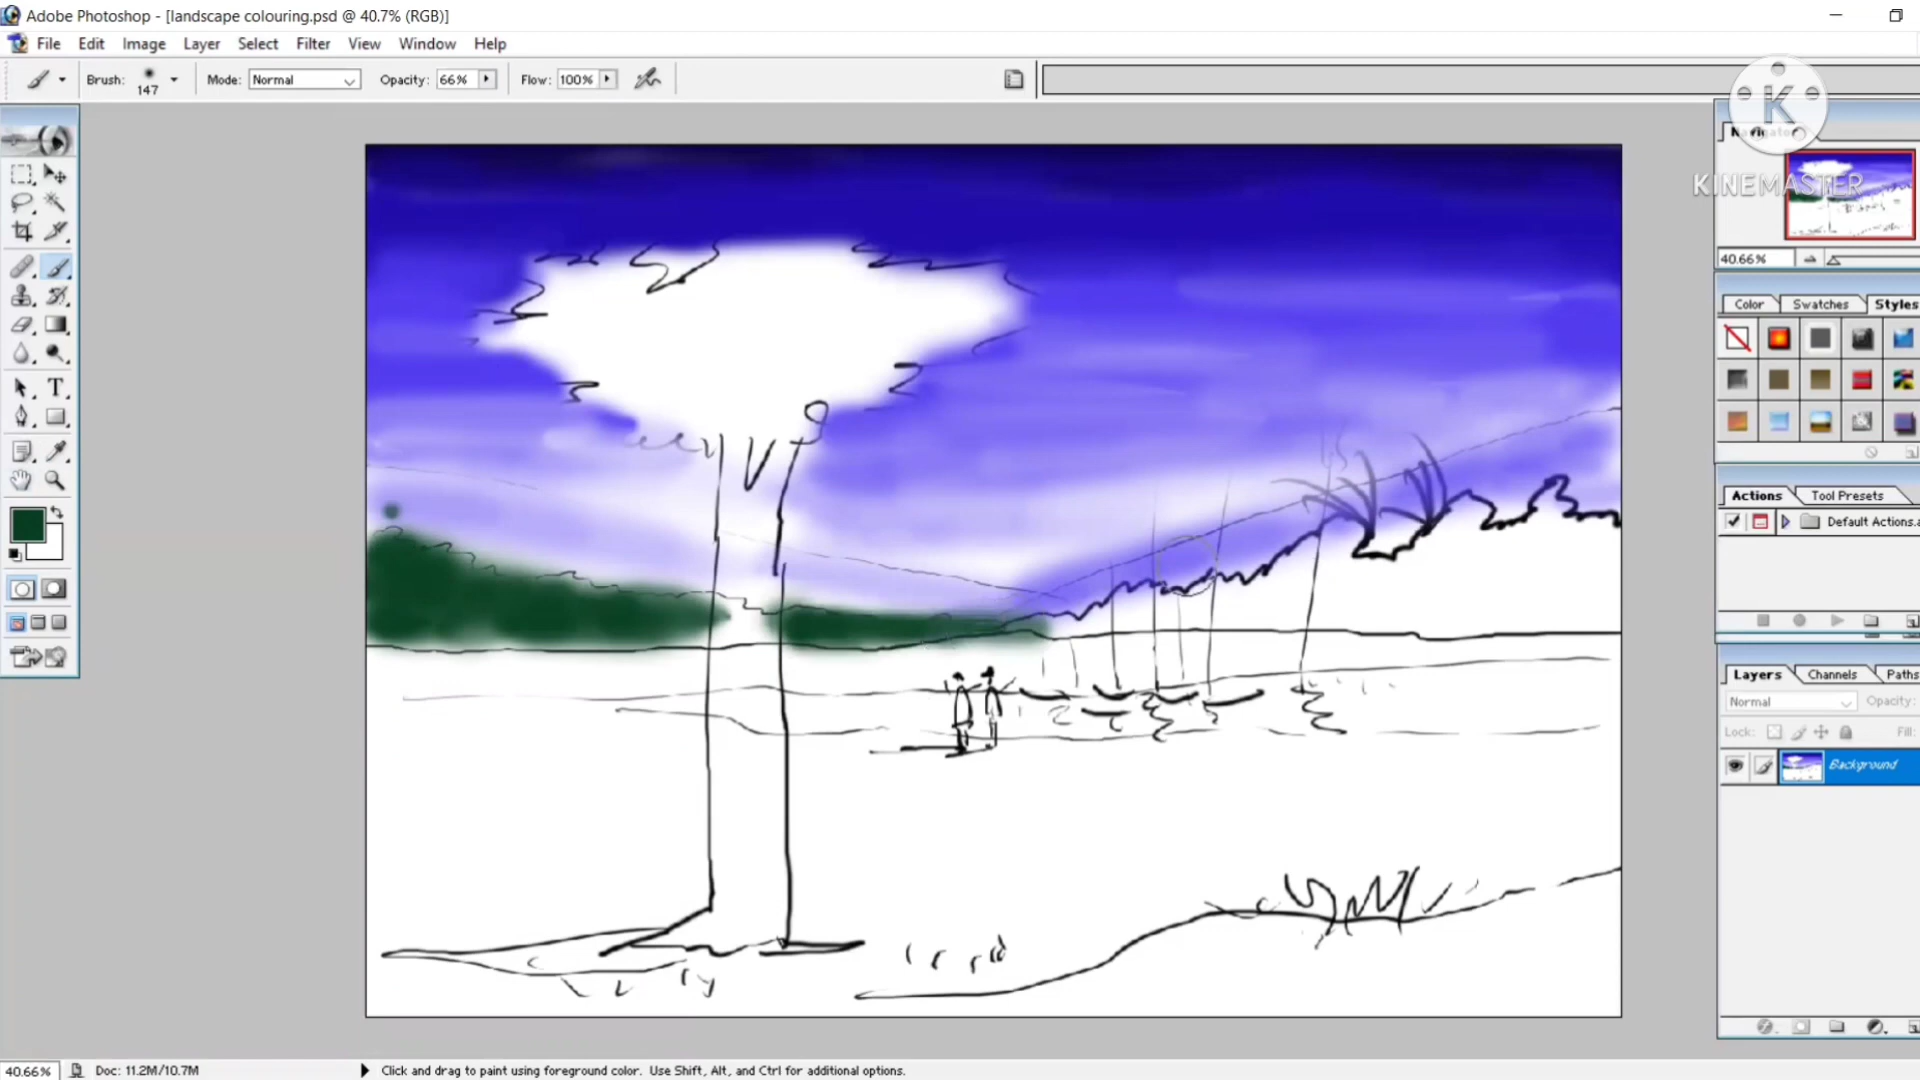 Adobe Photoshop - [landscape colouring.psd @ 40.7% (RGB)]
File Edit Image Layer Select Filter View Window Help
Brush: 147 Mode: Normal Opacity: 66% Flow: 100%
K
Navigator
KINEMASTER
40.66%
Color Swatches Styles
T
Actions Tool Presets
Default Actions.a
Layers Channels Paths
Normal Opacity:
Lock: Fill:
Background
40.66% Doc: 11.2M/10.7M Click and drag to paint using foreground color. Use Shift, Alt, and Ctrl for additional options.